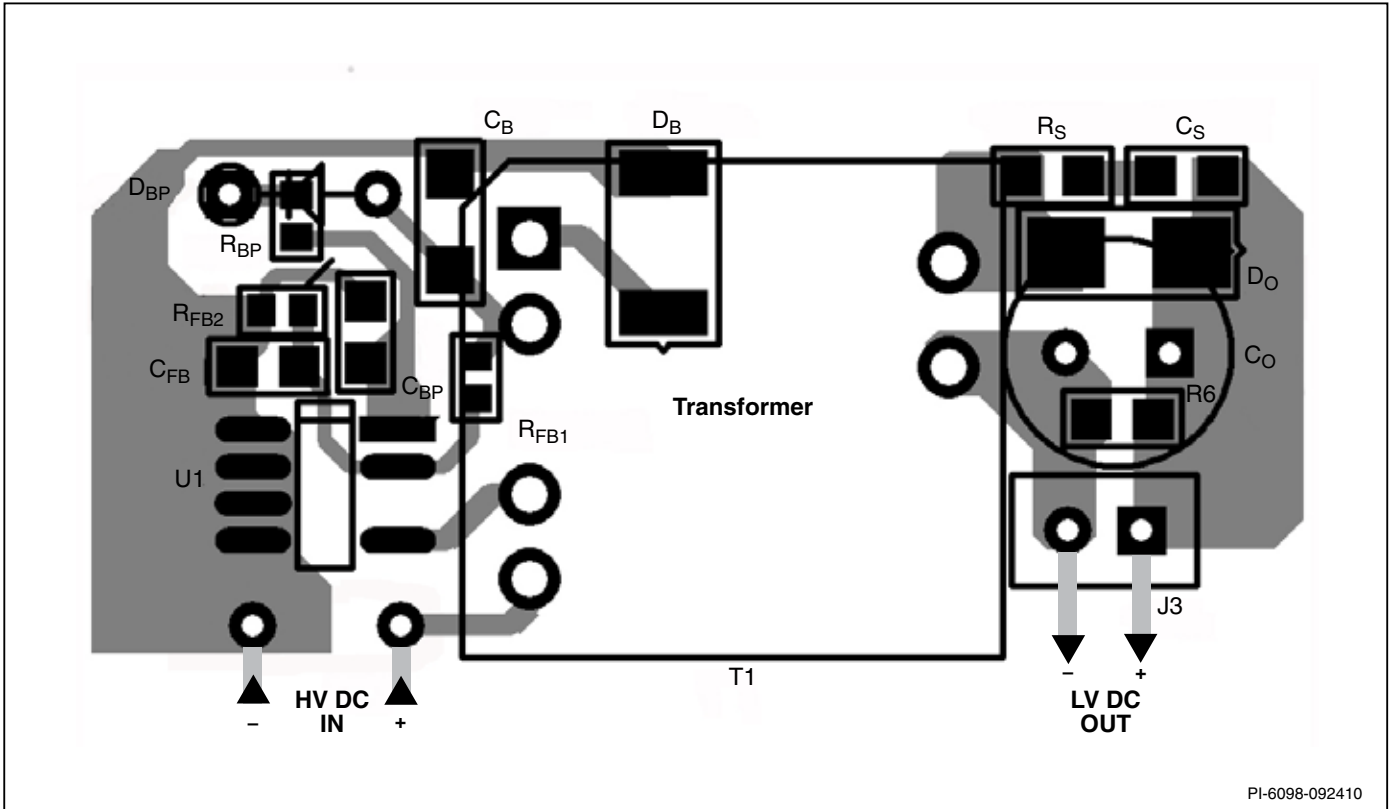 CB
DB
RS
CS
DBP
RBP
DO
RFB2
CFB
CBP
CO
R6
Transformer
RFB1
U1
J3
T1
–
HV DC
IN
+
–
+
LV DC
OUT
PI-6098-092410